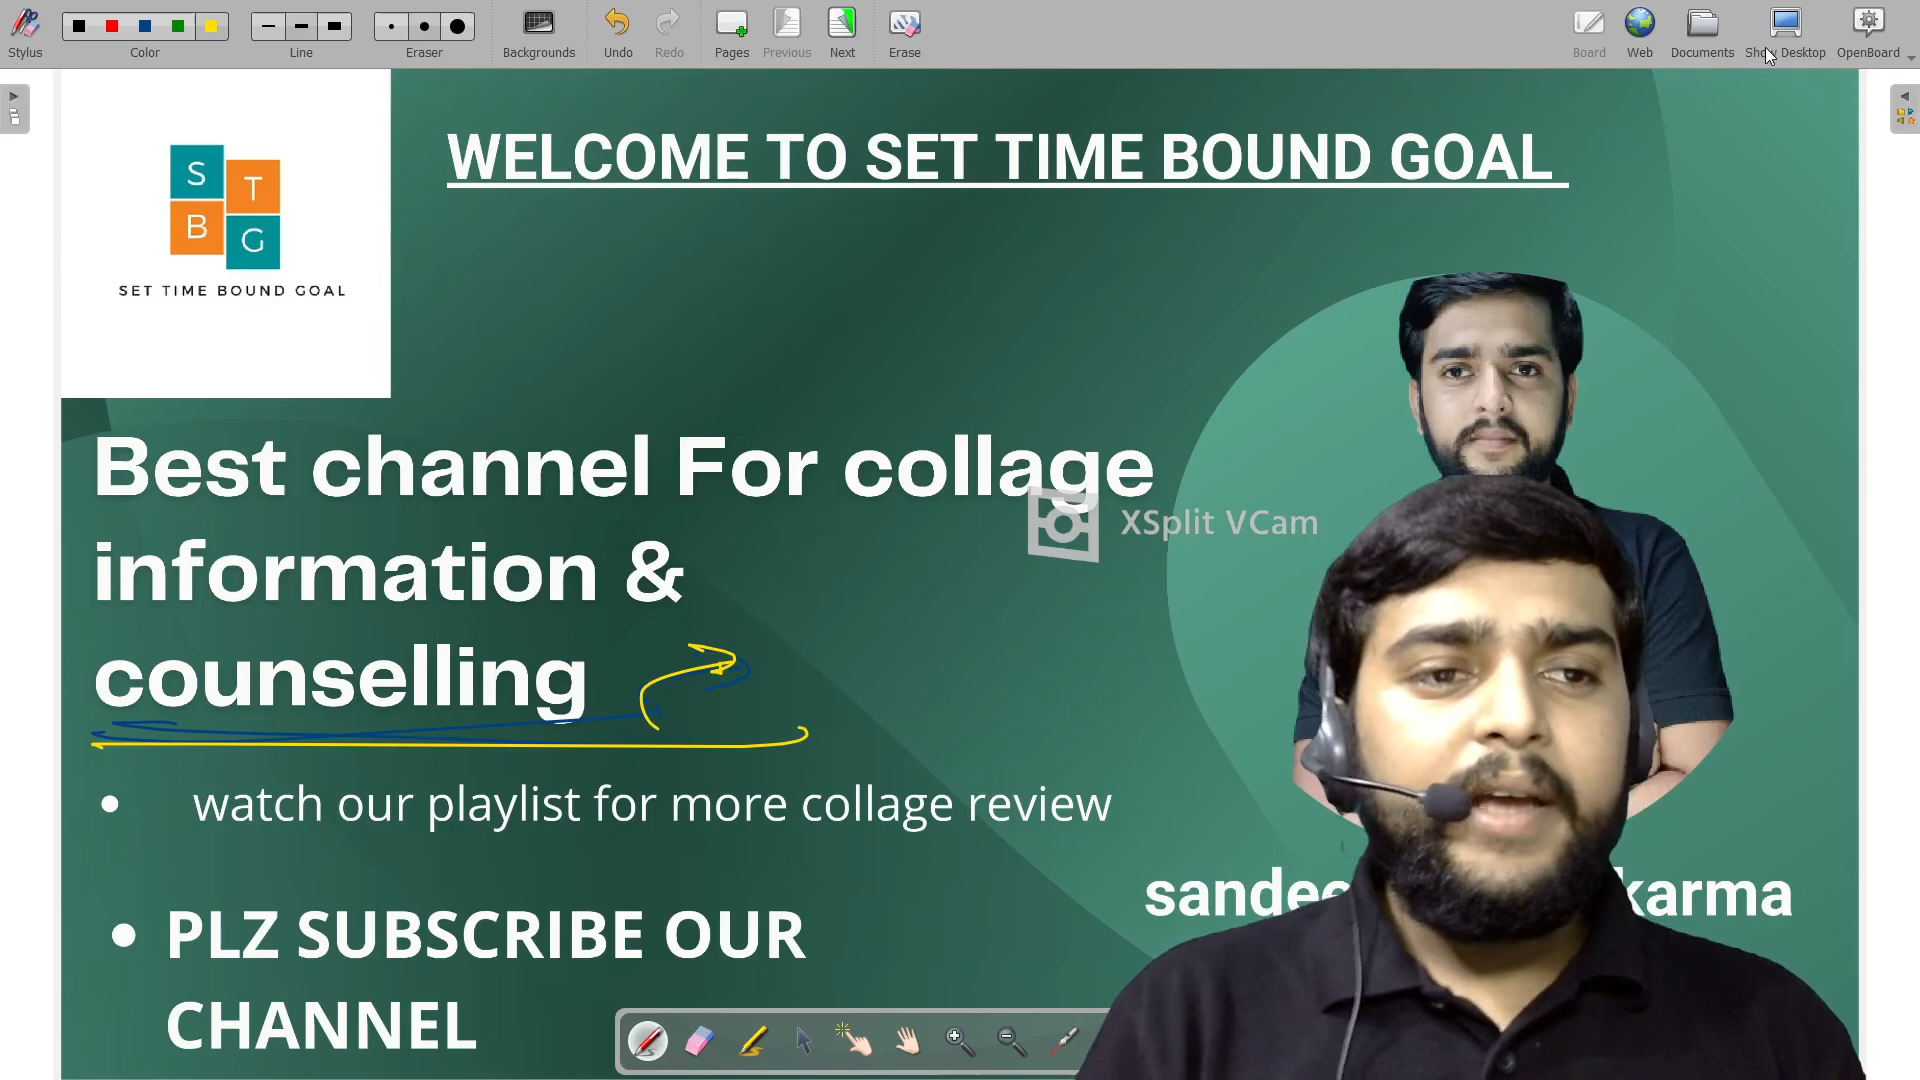 Stylus
Color
Line
Eraser
Backgrounds
Undo
Redo
Pages
Previous
Next
Erase
Board
Web
Documents
Show Desktop
OpenBoard
S
T
B
G
SET TIME BOUND GOAL
WELCOME TO SET TIME BOUND GOAL
Best channel For collage
information &
counselling
XSplit VCam
watch our playlist for more collage review
PLZ SUBSCRIBE OUR
CHANNEL